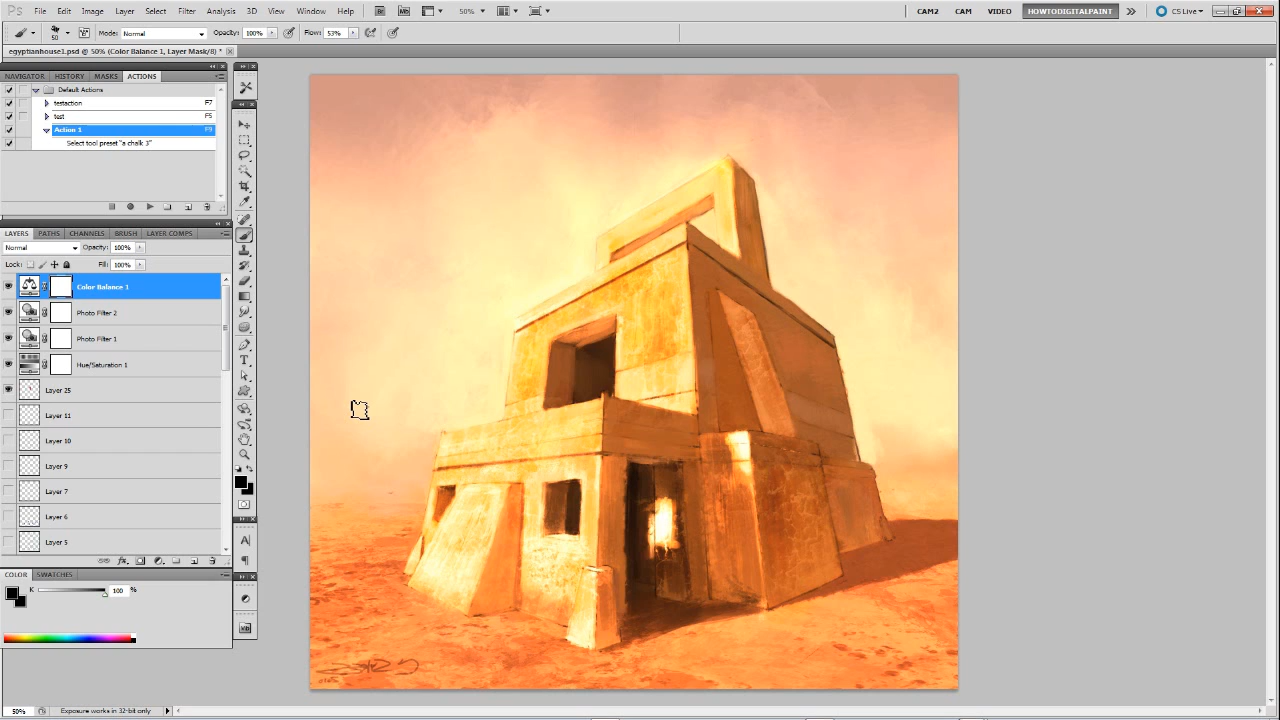 Ps File Edit Image Layer Select Filter Analysis 3D View Window Help Br Mb 50% CAM2 CAM VIDEO HOWTODIGITALPAINT CS Live
50 Mode: Normal Opacity: 100% Flow: 53%
egyptianhouse1.psd @ 50% (Color Balance 1, Layer Mask/8) *
NAVIGATOR HISTORY MASKS ACTIONS
Default Actions
testaction F7
test F5
Action 1 F9
Select tool preset "a chalk 3"
LAYERS PATHS CHANNELS BRUSH LAYER COMPS
Normal Opacity: 100%
Lock: Fill: 100%
Color Balance 1
Photo Filter 2
Photo Filter 1
Hue/Saturation 1
Layer 25
Layer 11
Layer 10
Layer 9
Layer 7
Layer 6
Layer 5
COLOR SWATCHES
K 100 %
50% Exposure works in 32-bit only